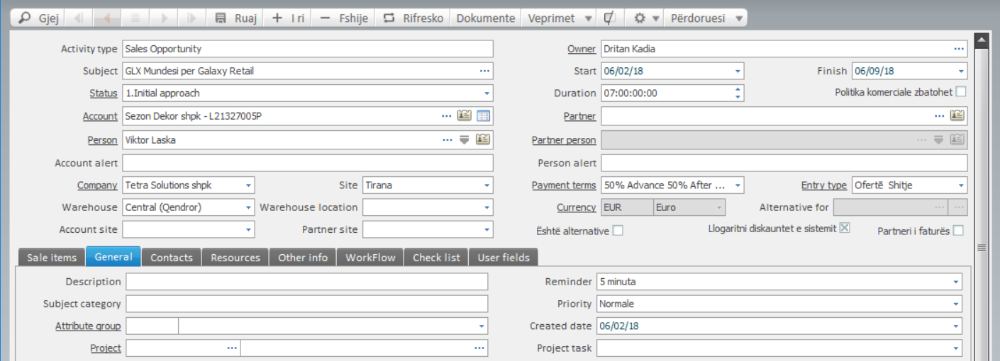 Gjej Ruaj I ri Fshije Rifresko Dokumente Veprimet Përdoruesi
Activity type Sales Opportunity Owner Dritan Kadia
Subject GLX Mundesi per Galaxy Retail Start 06/02/18 Finish 06/09/18
Status 1.Initial approach Duration 07:00:00:00 Politika komerciale zbatohet
Account Sezon Dekor shpk - L21327005P Partner
Person Viktor Laska Partner person
Account alert Person alert
Company Tetra Solutions shpk Site Tirana Payment terms 50% Advance 50% After ... Entry type Ofertë Shitje
Warehouse Central (Qendror) Warehouse location Currency EUR Euro Alternative for
Account site Partner site Është alternative Llogaritni diskauntet e sistemit Partneri i faturës
Sale items General Contacts Resources Other info WorkFlow Check list User fields
Description Reminder 5 minuta
Subject category Priority Normale
Attribute group Created date 06/02/18
Project Project task